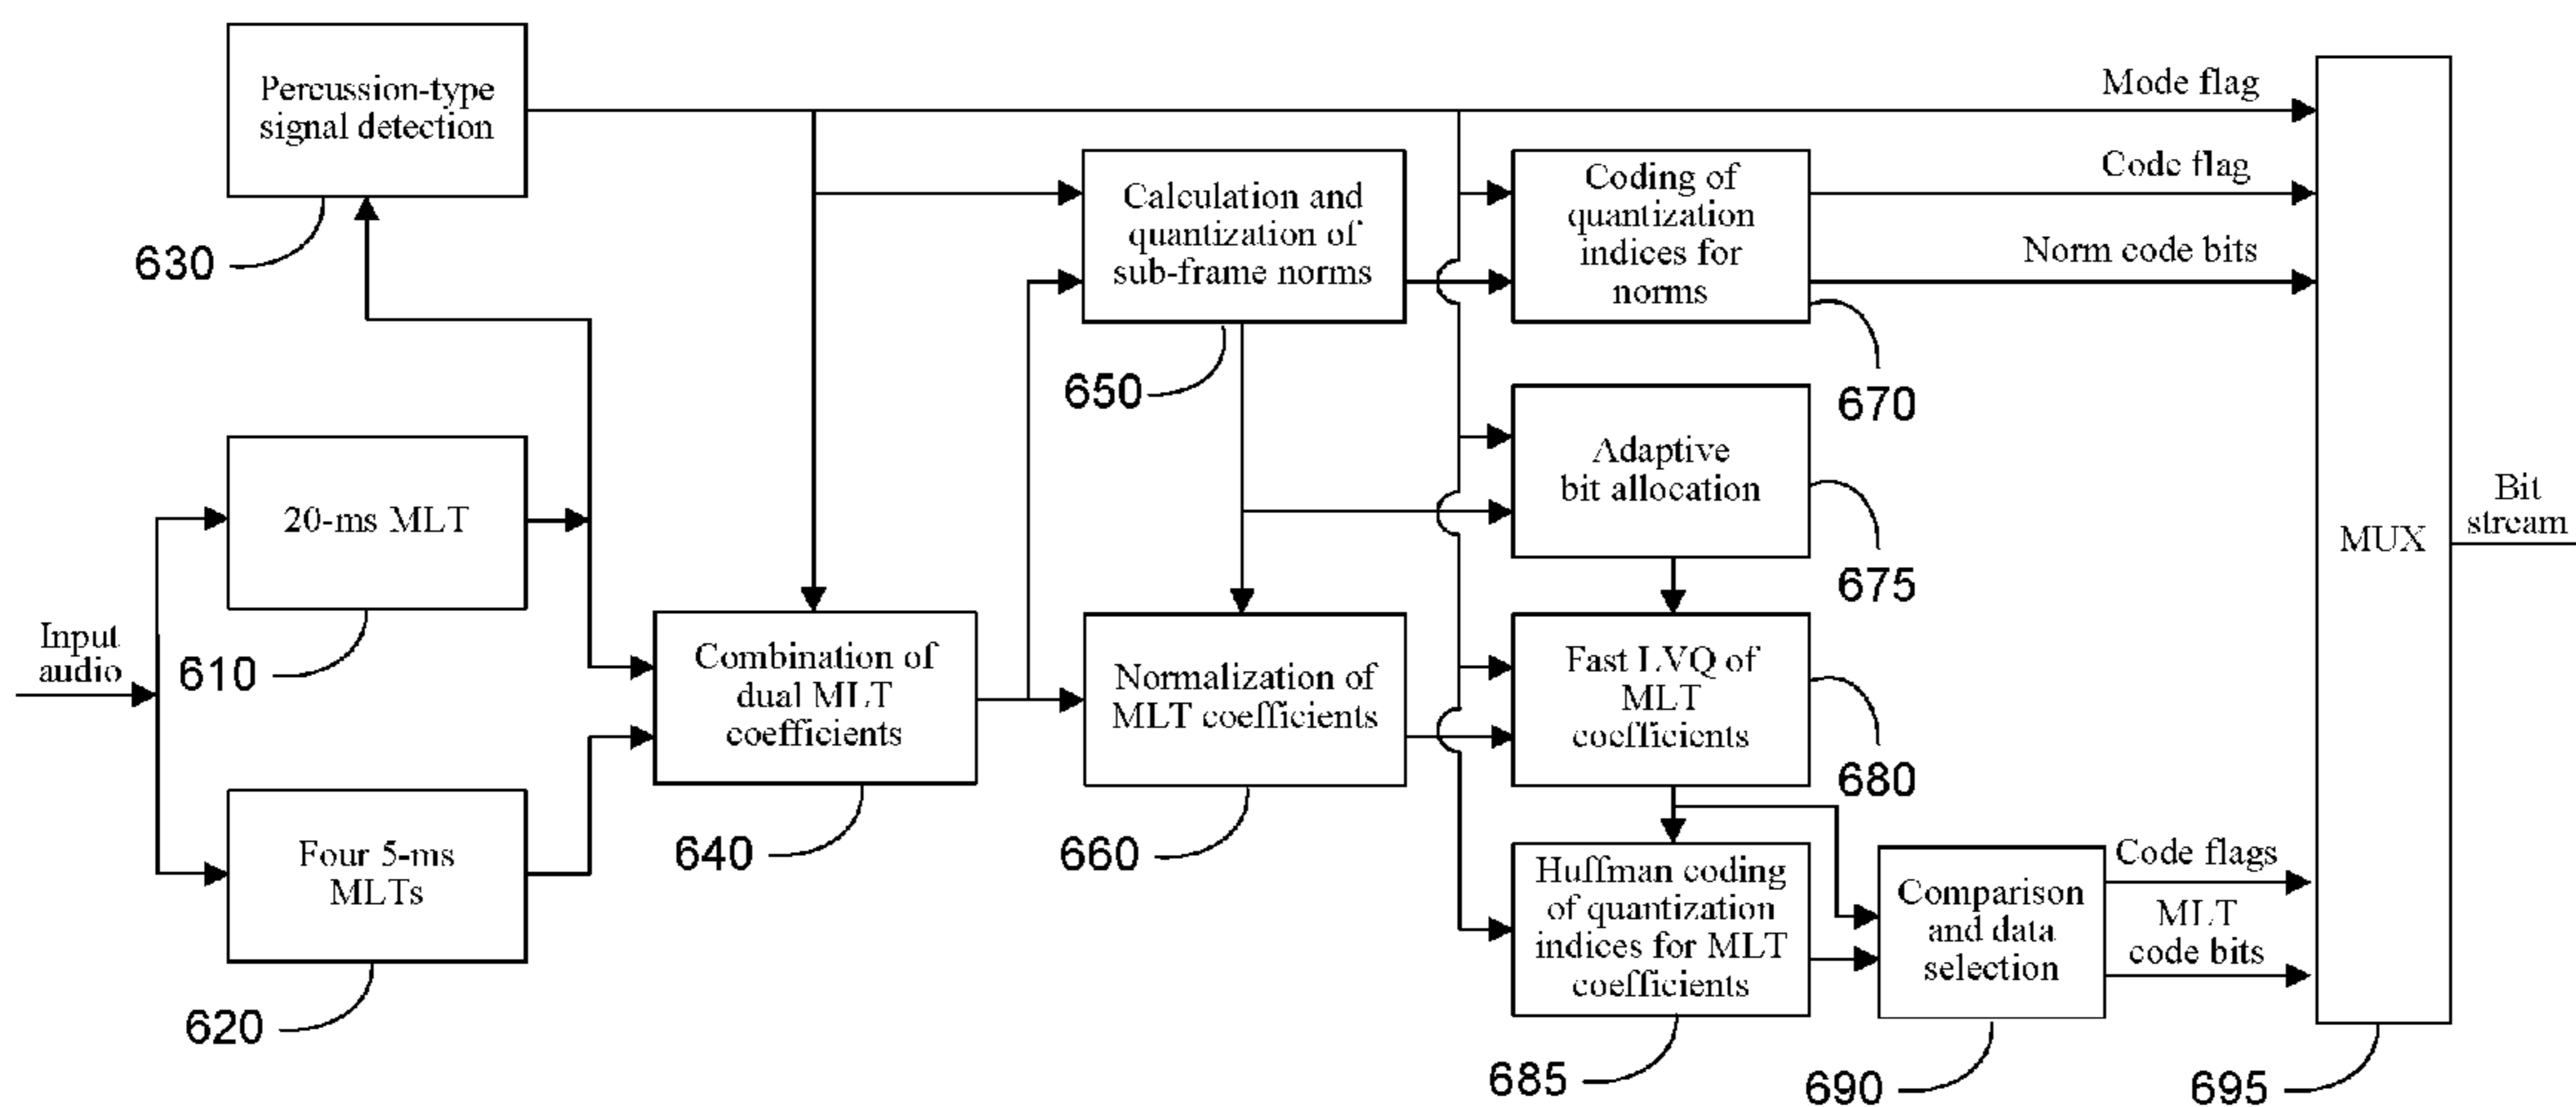 Percussion-type
signal detection
630
Mode flag
Code flag
Norm code bits
Calculation and
quantization of
sub-frame norms
650
Coding of
quantization
indices for
norms
670
Adaptive
bit allocation
675
20-ms MLT
610
Input
audio
Four 5-ms
MLTs
620
Combination of
dual MLT
coefficients
640
Normalization of
MLT coefficients
660
Fast LVQ of
MLT
coefficients
680
Huffman coding
of quantization
indices for MLT
coefficients
685
Comparison
and data
selection
690
Code flags
MLT
code bits
MUX
695
Bit
stream